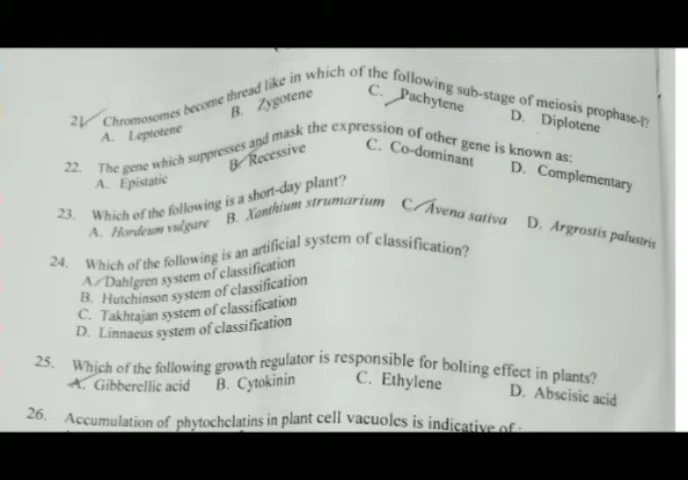 21. Chromosomes become thread like in which of the following sub-stage of meiosis prophase-I?
A. Leptotene B. Zygotene C. Pachytene D. Diplotene
22. The gene which suppresses and mask the expression of other gene is known as:
A. Epistatic B. Recessive C. Co-dominant D. Complementary
23. Which of the following is a short-day plant?
A. Hordeum vulgare B. Xanthium strumarium C. Avena sativa D. Argrostis palustris
24. Which of the following is an artificial system of classification?
A. Dahlgren system of classification
B. Hutchinson system of classification
C. Takhtajan system of classification
D. Linnaeus system of classification
25. Which of the following growth regulator is responsible for bolting effect in plants?
A. Gibberellic acid B. Cytokinin C. Ethylene D. Abscisic acid
26. Accumulation of phytochelatins in plant cell vacuoles is indicative of :